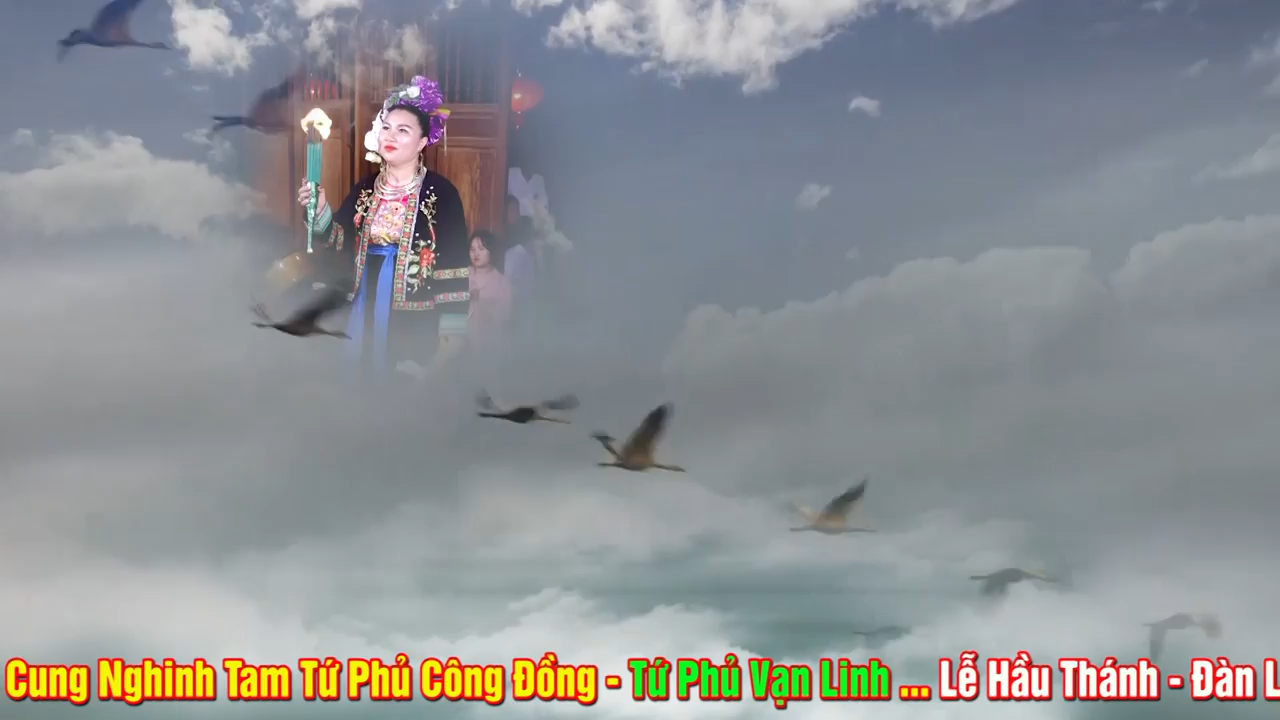 Cung Nghinh Tam Tứ Phủ Công Đồng - Tứ Phủ Vạn Linh ... Lễ Hầu Thánh - Đàn